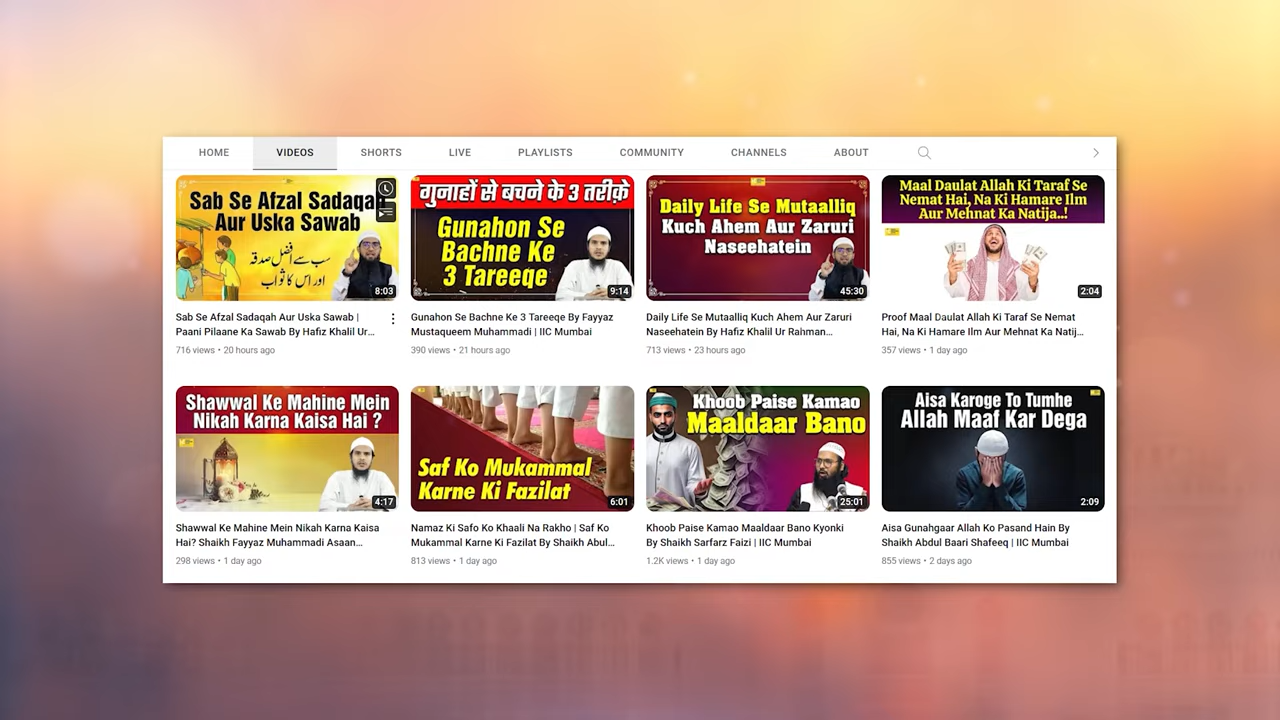 HOME VIDEOS SHORTS LIVE PLAYLISTS COMMUNITY CHANNELS ABOUT
Sab Se Afzal Sadaqah
Aur Uska Sawab
سب سے افضل صدقہ
اور اس کا ثواب
8:03
गुनाहों से बचने के 3 तरीक़े
Gunahon Se
Bachne Ke
3 Tareeqe
9:14
Daily Life Se Mutaalliq
Kuch Ahem Aur Zaruri
Naseehatein
45:30
Maal Daulat Allah Ki Taraf Se
Nemat Hai, Na Ki Hamare Ilm
Aur Mehnat Ka Natija..!
2:04
Sab Se Afzal Sadaqah Aur Uska Sawab |
Paani Pilaane Ka Sawab By Hafiz Khalil Ur...
716 views • 20 hours ago
Gunahon Se Bachne Ke 3 Tareeqe By Fayyaz
Mustaqueem Muhammadi | IIC Mumbai
390 views • 21 hours ago
Daily Life Se Mutaalliq Kuch Ahem Aur Zaruri
Naseehatein By Hafiz Khalil Ur Rahman...
713 views • 23 hours ago
Proof Maal Daulat Allah Ki Taraf Se Nemat
Hai, Na Ki Hamare Ilm Aur Mehnat Ka Natij...
357 views • 1 day ago
Shawwal Ke Mahine Mein
Nikah Karna Kaisa Hai ?
4:17
Saf Ko Mukammal
Karne Ki Fazilat
6:01
Khoob Paise Kamao
Maaldaar Bano
25:01
Aisa Karoge To Tumhe
Allah Maaf Kar Dega
2:09
Shawwal Ke Mahine Mein Nikah Karna Kaisa
Hai? Shaikh Fayyaz Muhammadi Asaan...
298 views • 1 day ago
Namaz Ki Safo Ko Khaali Na Rakho | Saf Ko
Mukammal Karne Ki Fazilat By Shaikh Abul...
813 views • 1 day ago
Khoob Paise Kamao Maaldaar Bano Kyonki
By Shaikh Sarfarz Faizi | IIC Mumbai
1.2K views • 1 day ago
Aisa Gunahgaar Allah Ko Pasand Hain By
Shaikh Abdul Baari Shafeeq | IIC Mumbai
855 views • 2 days ago